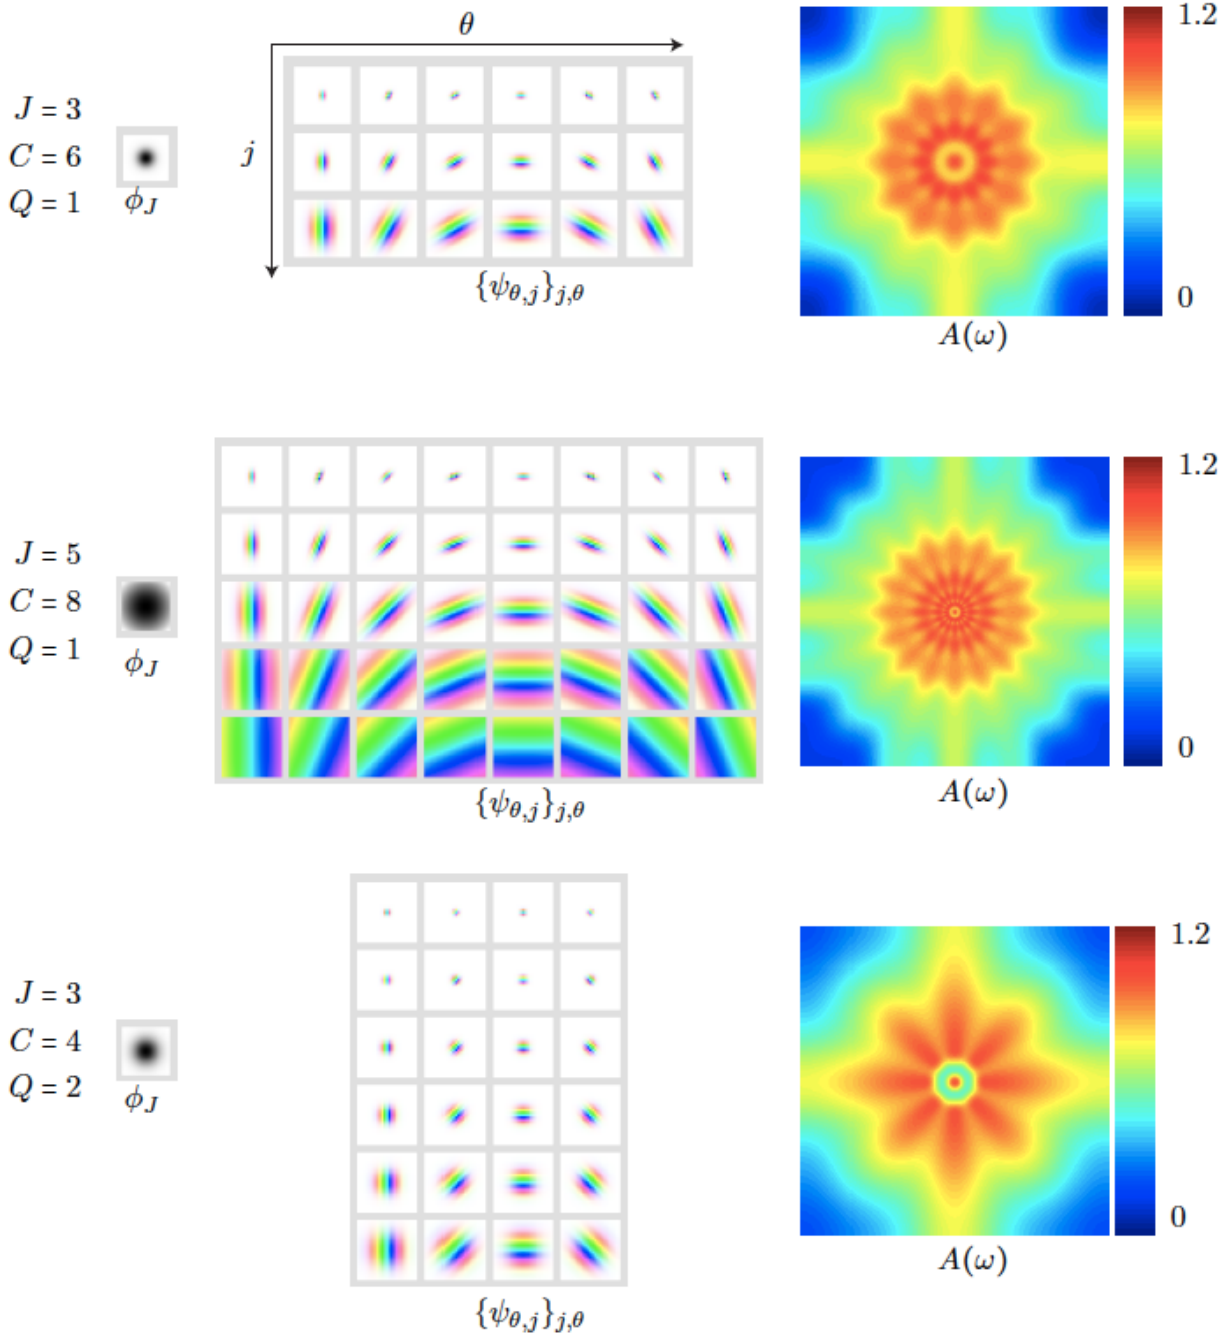 θ
j
J = 3
C = 6
Q = 1
ϕ_J
{ψ_{θ,j}}_{j,θ}
1.2
0
A(ω)
J = 5
C = 8
Q = 1
ϕ_J
{ψ_{θ,j}}_{j,θ}
1.2
0
A(ω)
J = 3
C = 4
Q = 2
ϕ_J
{ψ_{θ,j}}_{j,θ}
1.2
0
A(ω)